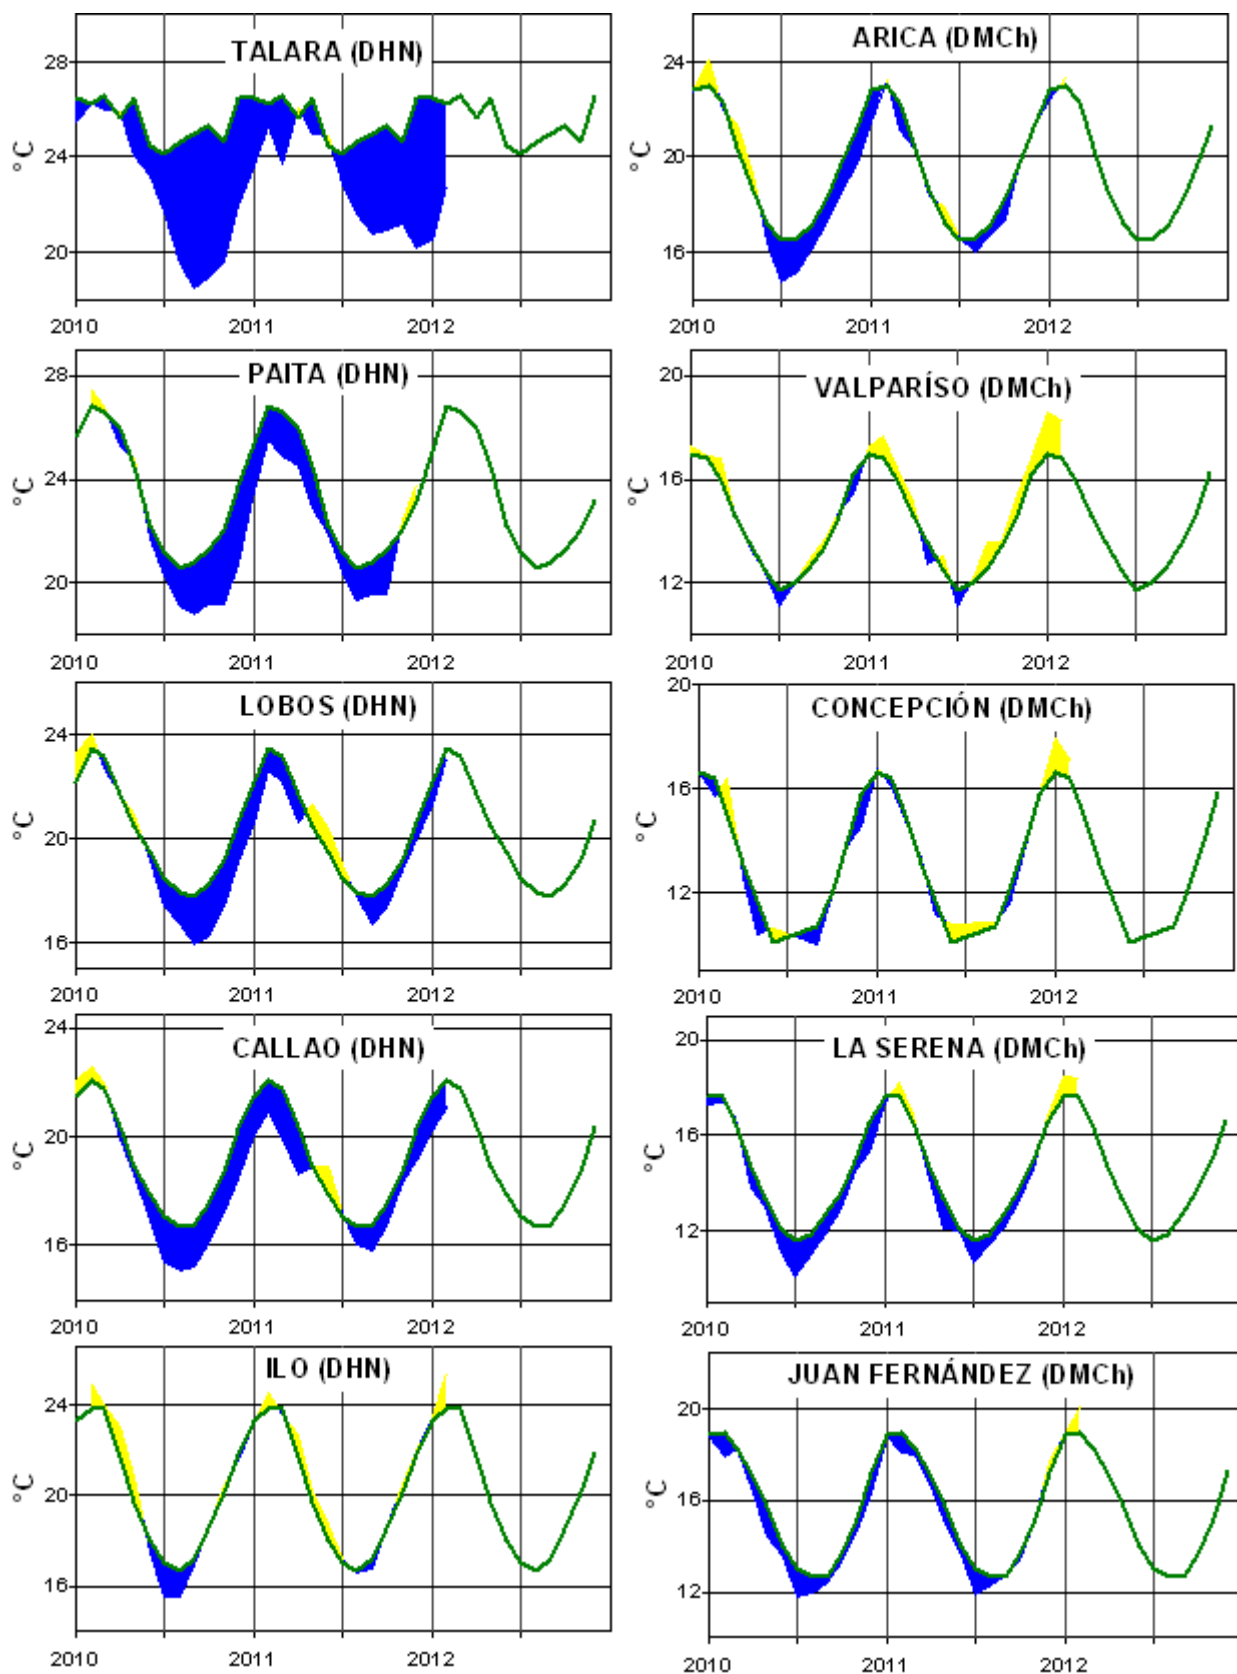 TALARA (DHN)
28
24
20
°C
2010 2011 2012
ARICA (DMCh)
24
20
16
°C
2010 2011 2012
PAITA (DHN)
28
24
20
°C
2010 2011 2012
VALPARÍSO (DMCh)
20
16
12
°C
2010 2011 2012
LOBOS (DHN)
24
20
16
°C
2010 2011 2012
CONCEPCIÓN (DMCh)
20
16
12
°C
2010 2011 2012
CALLAO (DHN)
24
20
16
°C
2010 2011 2012
LA SERENA (DMCh)
20
16
12
°C
2010 2011 2012
ILO (DHN)
24
20
16
°C
2010 2011 2012
JUAN FERNÁNDEZ (DMCh)
20
16
12
°C
2010 2011 2012